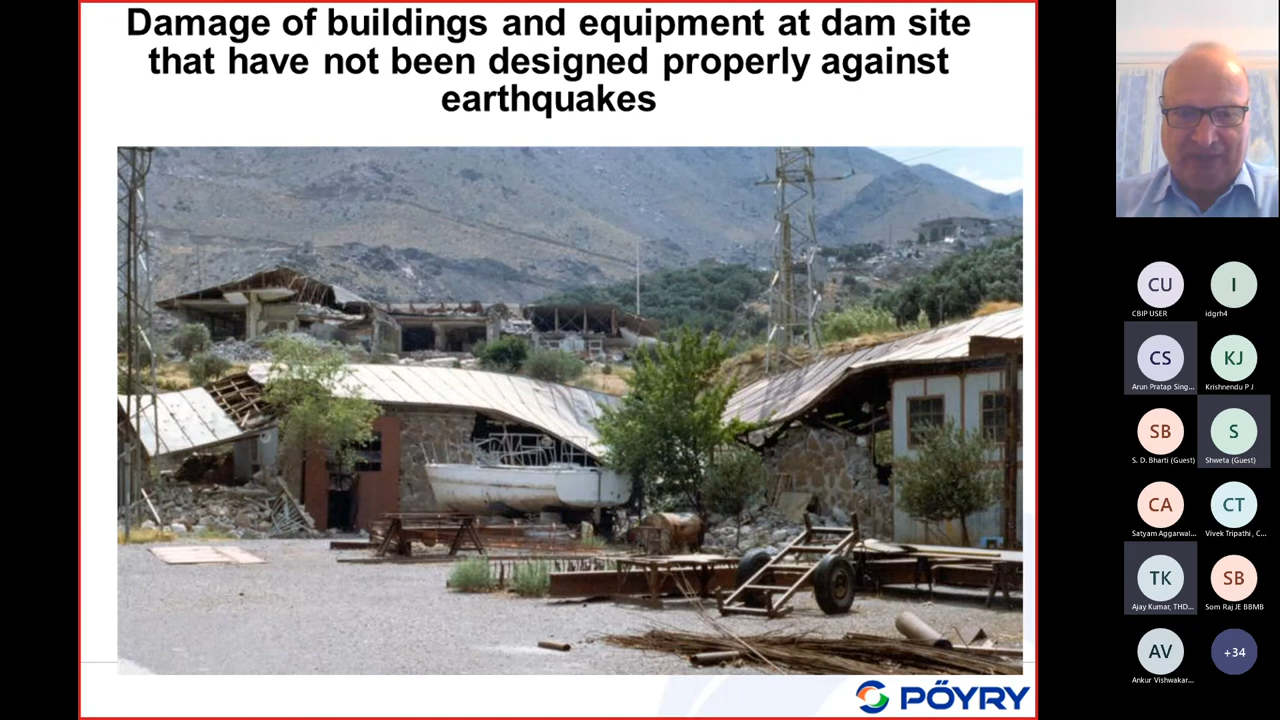 Damage of buildings and equipment at dam site
that have not been designed properly against
earthquakes
PÖYRY
CU
CBIP USER
I
idgrh4
CS
Arun Pratap Sing...
KJ
Krishnendu P J
SB
S. D. Bharti (Guest)
S
Shweta (Guest)
CA
Satyam Aggarwal...
CT
Vivek Tripathi , C...
TK
Ajay Kumar, THD...
SB
Som Raj JE BBMB
AV
Ankur Vishwakar...
+34